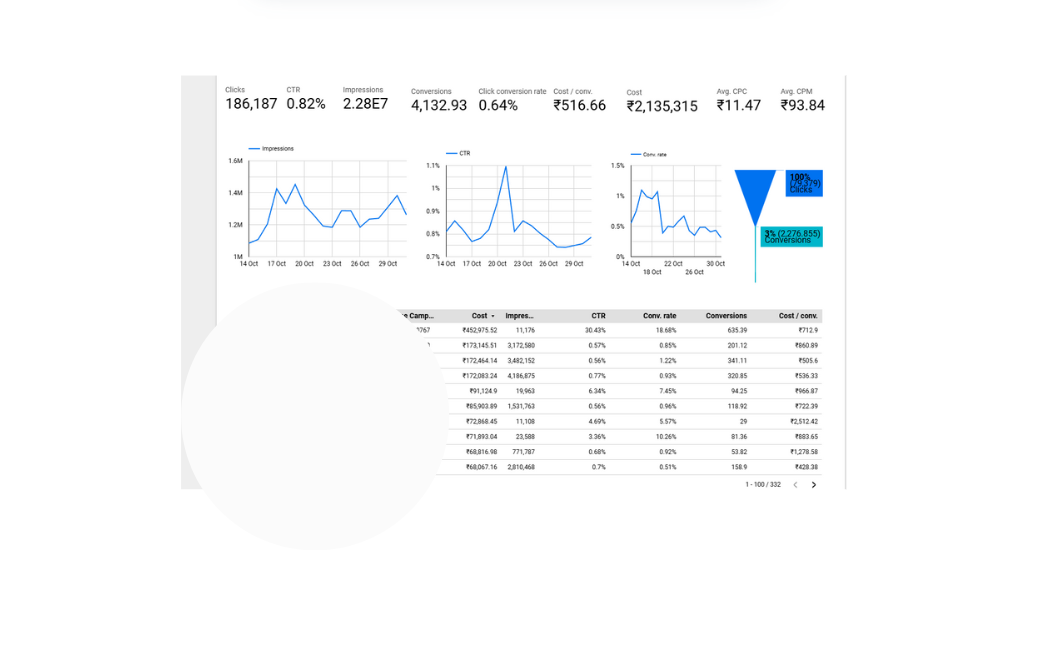 Clicks CTR Impressions Conversions Click conversion rate Cost / conv. Cost Avg. CPC Avg. CPM
186,187 0.82% 2.28E7 4,132.93 0.64% ₹516.66 ₹2,135,315 ₹11.47 ₹93.84
Impressions
1.6M
1.4M
1.2M
1M
14 Oct 17 Oct 20 Oct 23 Oct 26 Oct 29 Oct
CTR
1.1%
1%
0.9%
0.8%
0.7%
14 Oct 17 Oct 20 Oct 23 Oct 26 Oct 29 Oct
Conv. rate
1.5%
1%
0.5%
0%
14 Oct 22 Oct 30 Oct
18 Oct 26 Oct
100%
(79,379)
Clicks
3% (2,276.855)
Conversions
Camp... Cost Impres... CTR Conv. rate Conversions Cost / conv.
767 ₹452,975.52 11,176 30.43% 18.68% 635.39 ₹712.9
₹173,145.51 3,172,580 0.57% 0.85% 201.12 ₹860.89
₹172,464.14 3,482,152 0.56% 1.22% 341.11 ₹505.6
₹172,083.24 4,186,875 0.77% 0.93% 320.85 ₹536.33
₹91,124.9 19,963 6.34% 7.45% 94.25 ₹966.87
₹85,903.89 1,531,763 0.56% 0.96% 118.92 ₹722.39
₹72,868.45 11,108 4.69% 5.57% 29 ₹2,512.42
₹71,893.04 23,588 3.36% 10.26% 81.36 ₹883.65
₹68,816.98 771,787 0.68% 0.92% 53.82 ₹1,278.58
₹68,067.16 2,810,468 0.7% 0.51% 158.9 ₹428.38
1 - 100 / 332